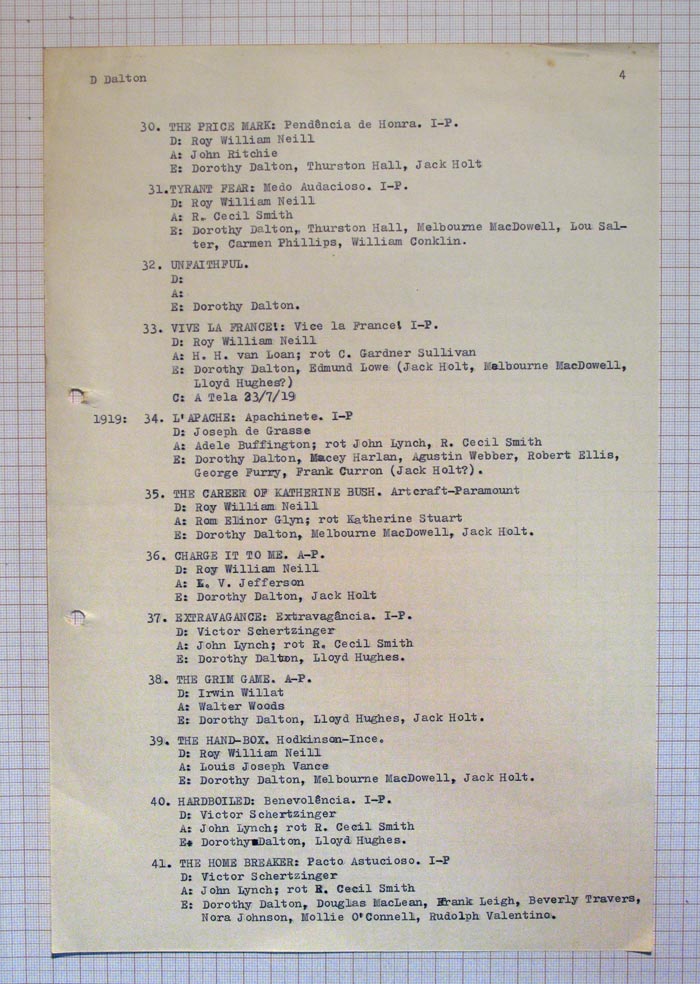 D Dalton 4
30. THE PRICE MARK: Pendência de Honra. I-P.
D: Roy William Neill
A: John Ritchie
E: Dorothy Dalton, Thurston Hall, Jack Holt
31.TYRANT FEAR: Medo Audacioso. I-P.
D: Roy William Neill
A: R. Cecil Smith
E: Dorothy Dalton, Thurston Hall, Melbourne MacDowell, Lou Sal-
ter, Carmen Phillips, William Conklin.
32. UNFAITHFUL.
D:
A:
E: Dorothy Dalton.
33. VIVE LA FRANCE!: Vice la France! I-P.
D: Roy William Neill
A: H. H. van Loan; rot C. Gardner Sullivan
E: Dorothy Dalton, Edmund Lowe (Jack Holt, Melbourne MacDowell,
Lloyd Hughes?)
C: A Tela 23/7/19
1919: 34. L'APACHE: Apachinete. I-P
D: Joseph de Grasse
A: Adele Buffington; rot John Lynch, R. Cecil Smith
E: Dorothy Dalton, Macey Harlan, Agustin Webber, Robert Ellis,
George Furry, Frank Curron (Jack Holt?).
35. THE CAREER OF KATHERINE BUSH. Artcraft-Paramount
D: Roy William Neill
A: Rom Elinor Glyn; rot Katherine Stuart
E: Dorothy Dalton, Melbourne MacDowell, Jack Holt.
36. CHARGE IT TO ME. A-P.
D: Roy William Neill
A: L. V. Jefferson
E: Dorothy Dalton, Jack Holt
37. EXTRAVAGANCE: Extravagância. I-P.
D: Victor Schertzinger
A: John Lynch; rot R. Cecil Smith
E: Dorothy Dalton, Lloyd Hughes.
38. THE GRIM GAME. A-P.
D: Irwin Willat
A: Walter Woods
E: Dorothy Dalton, Lloyd Hughes, Jack Holt.
39. THE HAND-BOX. Hodkinson-Ince.
D: Roy William Neill
A: Louis Joseph Vance
E: Dorothy Dalton, Melbourne MacDowell, Jack Holt.
40. HARDBOILED: Benevolência. I-P.
D: Victor Schertzinger
A: John Lynch; rot R. Cecil Smith
E: Dorothy Dalton, Lloyd Hughes.
41. THE HOME BREAKER: Pacto Astucioso. I-P
D: Victor Schertzinger
A: John Lynch; rot R. Cecil Smith
E: Dorothy Dalton, Douglas MacLean, Frank Leigh, Beverly Travers,
Nora Johnson, Mollie O'Connell, Rudolph Valentino.